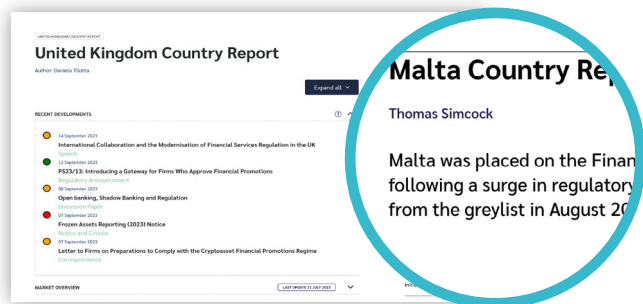 UNITED KINGDOM COUNTRY REPORT
United Kingdom Country Report
Author: Daniela Tilotta
Expand all
RECENT DEVELOPMENTS
14 September 2023
International Collaboration and the Modernisation of Financial Services Regulation in the UK
Speech
12 September 2023
PS23/13: Introducing a Gateway for Firms Who Approve Financial Promotions
Regulatory Announcement
08 September 2023
Open banking, Shadow Banking and Regulation
Discussion Paper
07 September 2023
Frozen Assets Reporting (2023) Notice
Notice and Circular
07 September 2023
Letter to Firms on Preparations to Comply with the Cryptoasset Financial Promotions Regime
Correspondence
MARKET OVERVIEW
LAST UPDATE 11 JULY 2023
Malta Country Rep
Thomas Simcock
Malta was placed on the Finan
following a surge in regulatory
from the greylist in August 20